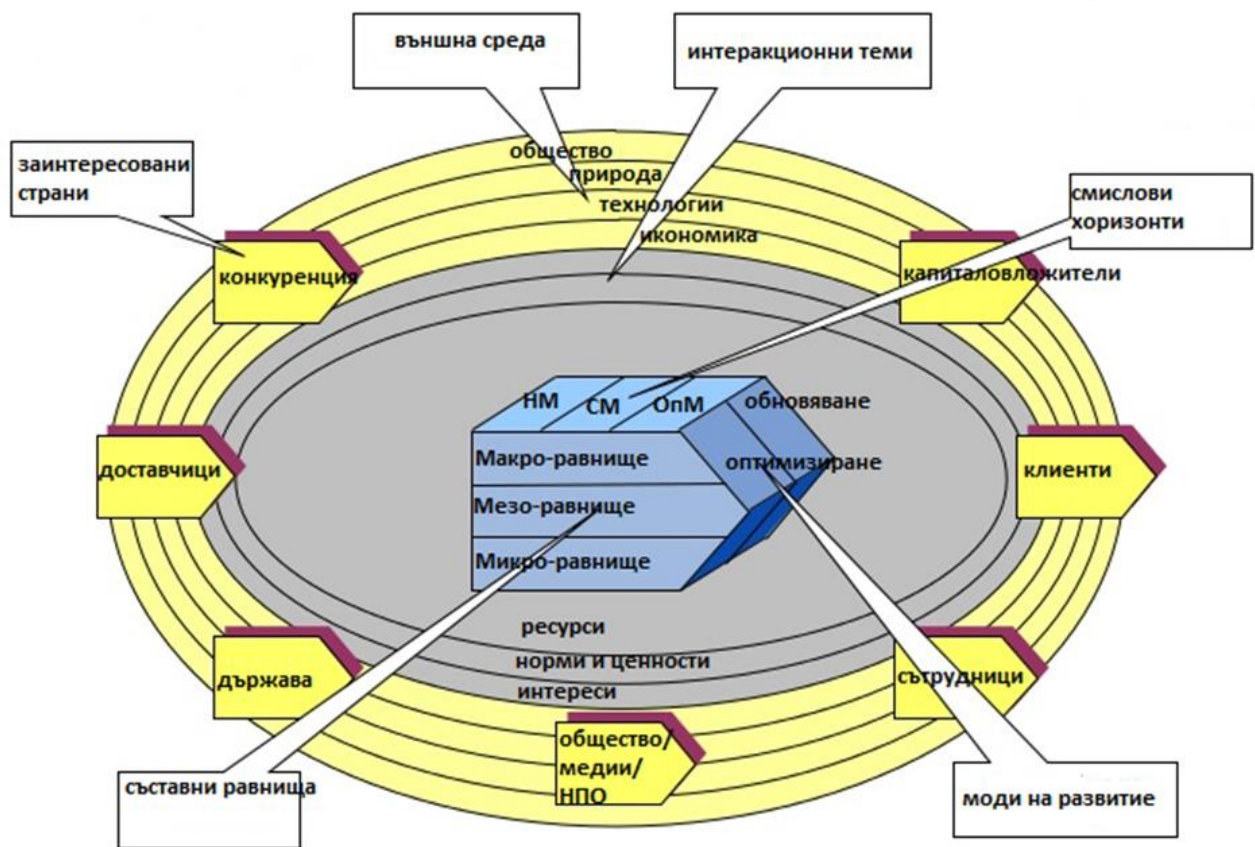 външна среда
интеракционни теми
заинтересовани
страни
общество
природа
технологии
икономика
смислови
хоризонти
конкуренция
капиталовложители
НМ
СМ
ОпМ
обновяване
Макро-равнище
оптимизиране
доставчици
клиенти
Мезо-равнище
Микро-равнище
ресурси
норми и ценности
интереси
държава
сътрудници
общество/
медии/
НПО
съставни равнища
моди на развитие